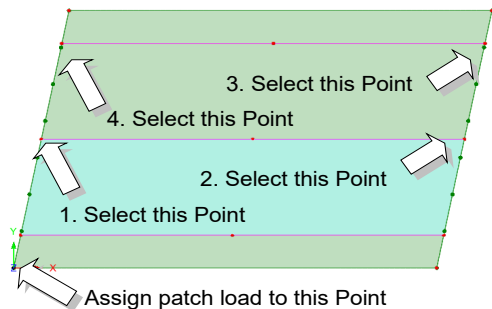 3. Select this Point
4. Select this Point
2. Select this Point
1. Select this Point
Y
Z X
Assign patch load to this Point